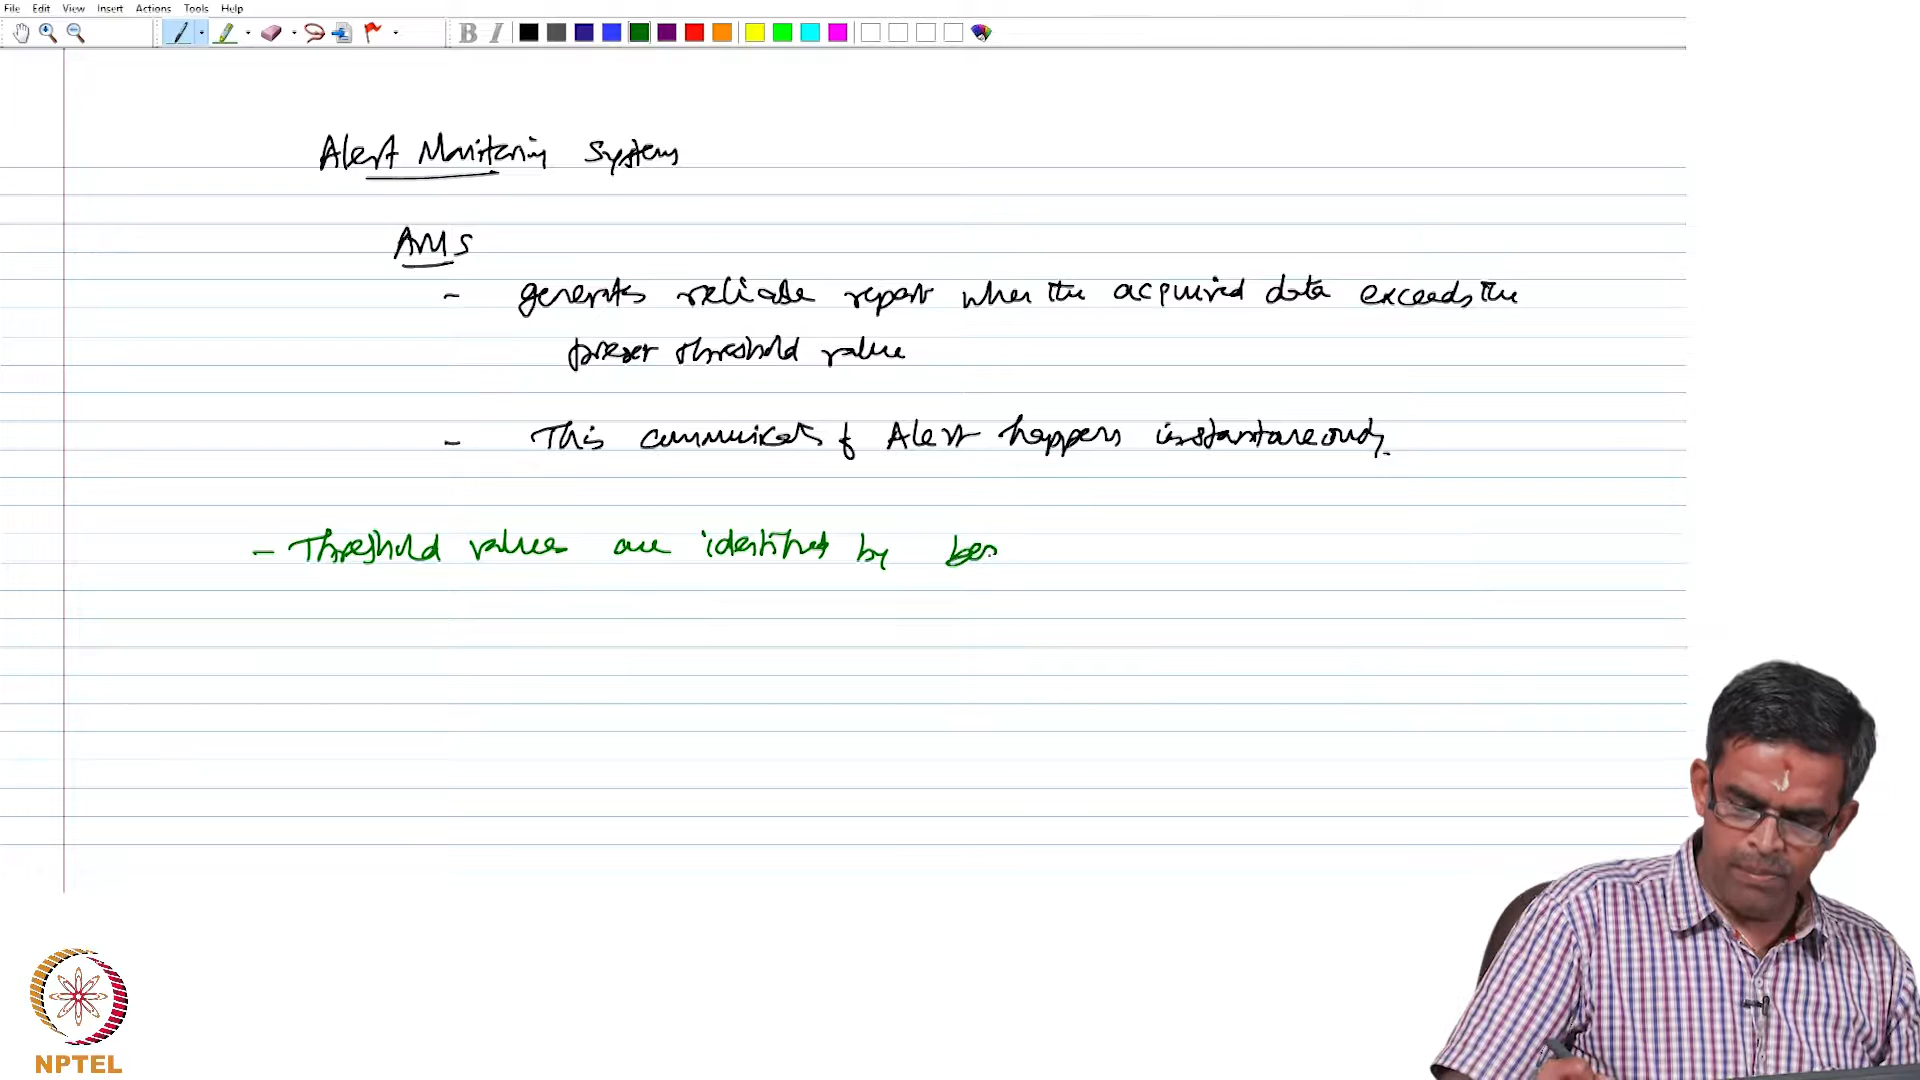 File Edit View Insert Actions Tools Help
B I
Alert Monitoring System
AMS
- generates reliable report when the acquired data exceeds the
preset threshold value
- This communicats of Alert happens instantaneously.
- Threshold values are identified by
NPTEL